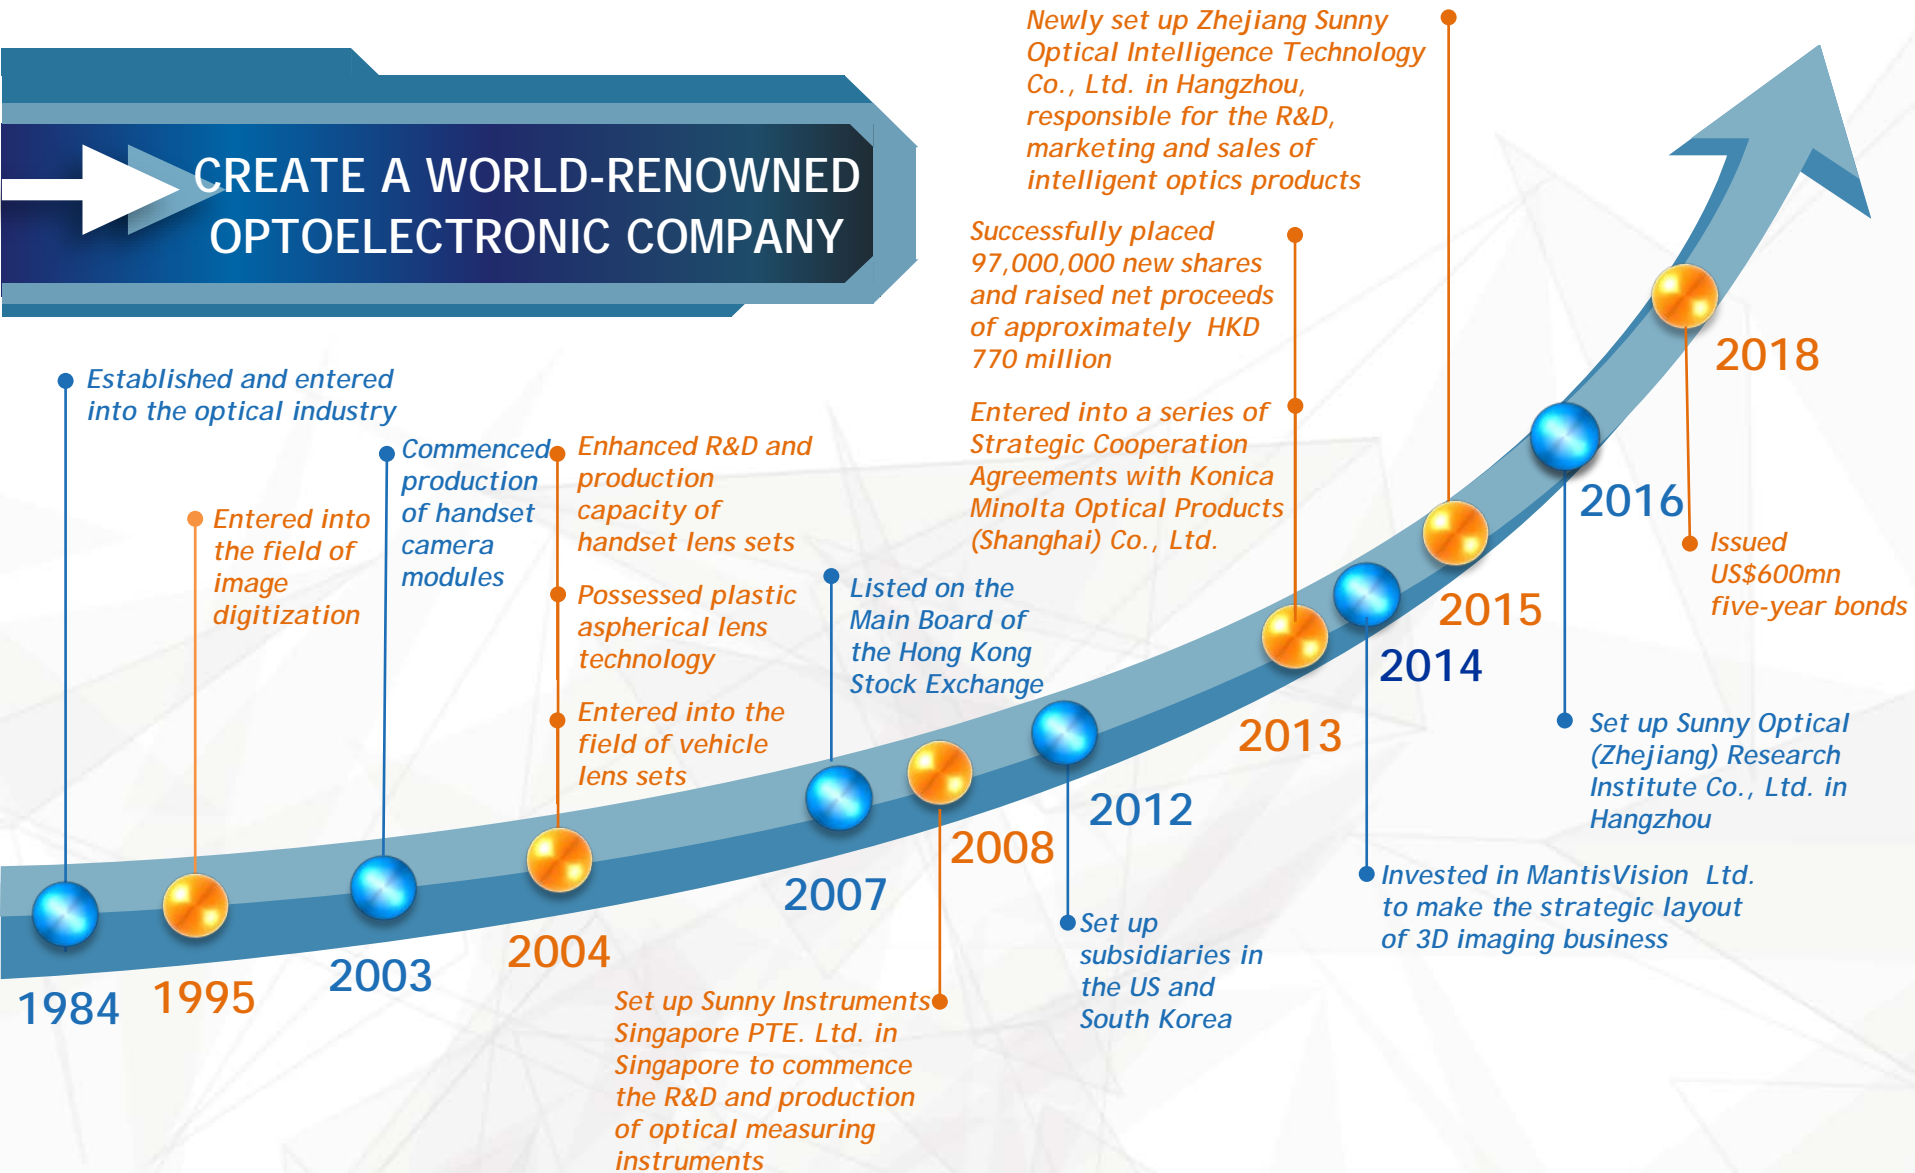 CREATE A WORLD-RENOWNED
OPTOELECTRONIC COMPANY
Established and entered
into the optical industry
1984
Entered into
the field of
image
digitization
1995
Commenced
production
of handset
camera
modules
2003
Enhanced R&D and
production
capacity of
handset lens sets
Possessed plastic
aspherical lens
technology
Entered into the
field of vehicle
lens sets
2004
Listed on the
Main Board of
the Hong Kong
Stock Exchange
2007
2008
Set up Sunny Instruments
Singapore PTE. Ltd. in
Singapore to commence
the R&D and production
of optical measuring
instruments
2012
Set up
subsidiaries in
the US and
South Korea
Successfully placed
97,000,000 new shares
and raised net proceeds
of approximately HKD
770 million
Entered into a series of
Strategic Cooperation
Agreements with Konica
Minolta Optical Products
(Shanghai) Co., Ltd.
2013
2014
Invested in MantisVision Ltd.
to make the strategic layout
of 3D imaging business
Newly set up Zhejiang Sunny
Optical Intelligence Technology
Co., Ltd. in Hangzhou,
responsible for the R&D,
marketing and sales of
intelligent optics products
2015
2016
Set up Sunny Optical
(Zhejiang) Research
Institute Co., Ltd. in
Hangzhou
2018
Issued
US$600mn
five-year bonds